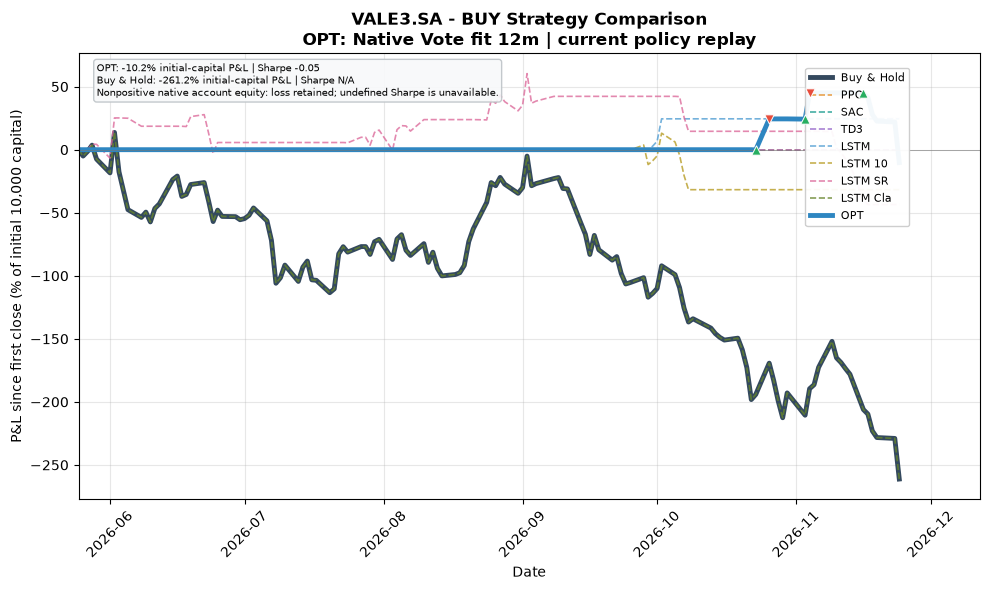 VALE3.SA - BUY Strategy Comparison
OPT: Native Vote fit 12m | current policy replay
OPT: -10.2% initial-capital P&L | Sharpe -0.05
Buy & Hold: -261.2% initial-capital P&L | Sharpe N/A
Nonpositive native account equity: loss retained; undefined Sharpe is unavailable.
Buy & Hold
PPO
SAC
TD3
LSTM
LSTM 10
LSTM SR
LSTM Cla
OPT
P&L since first close (% of initial 10,000 capital)
50
0
−50
−100
−150
−200
−250
2026-06
2026-07
2026-08
2026-09
2026-10
2026-11
2026-12
Date